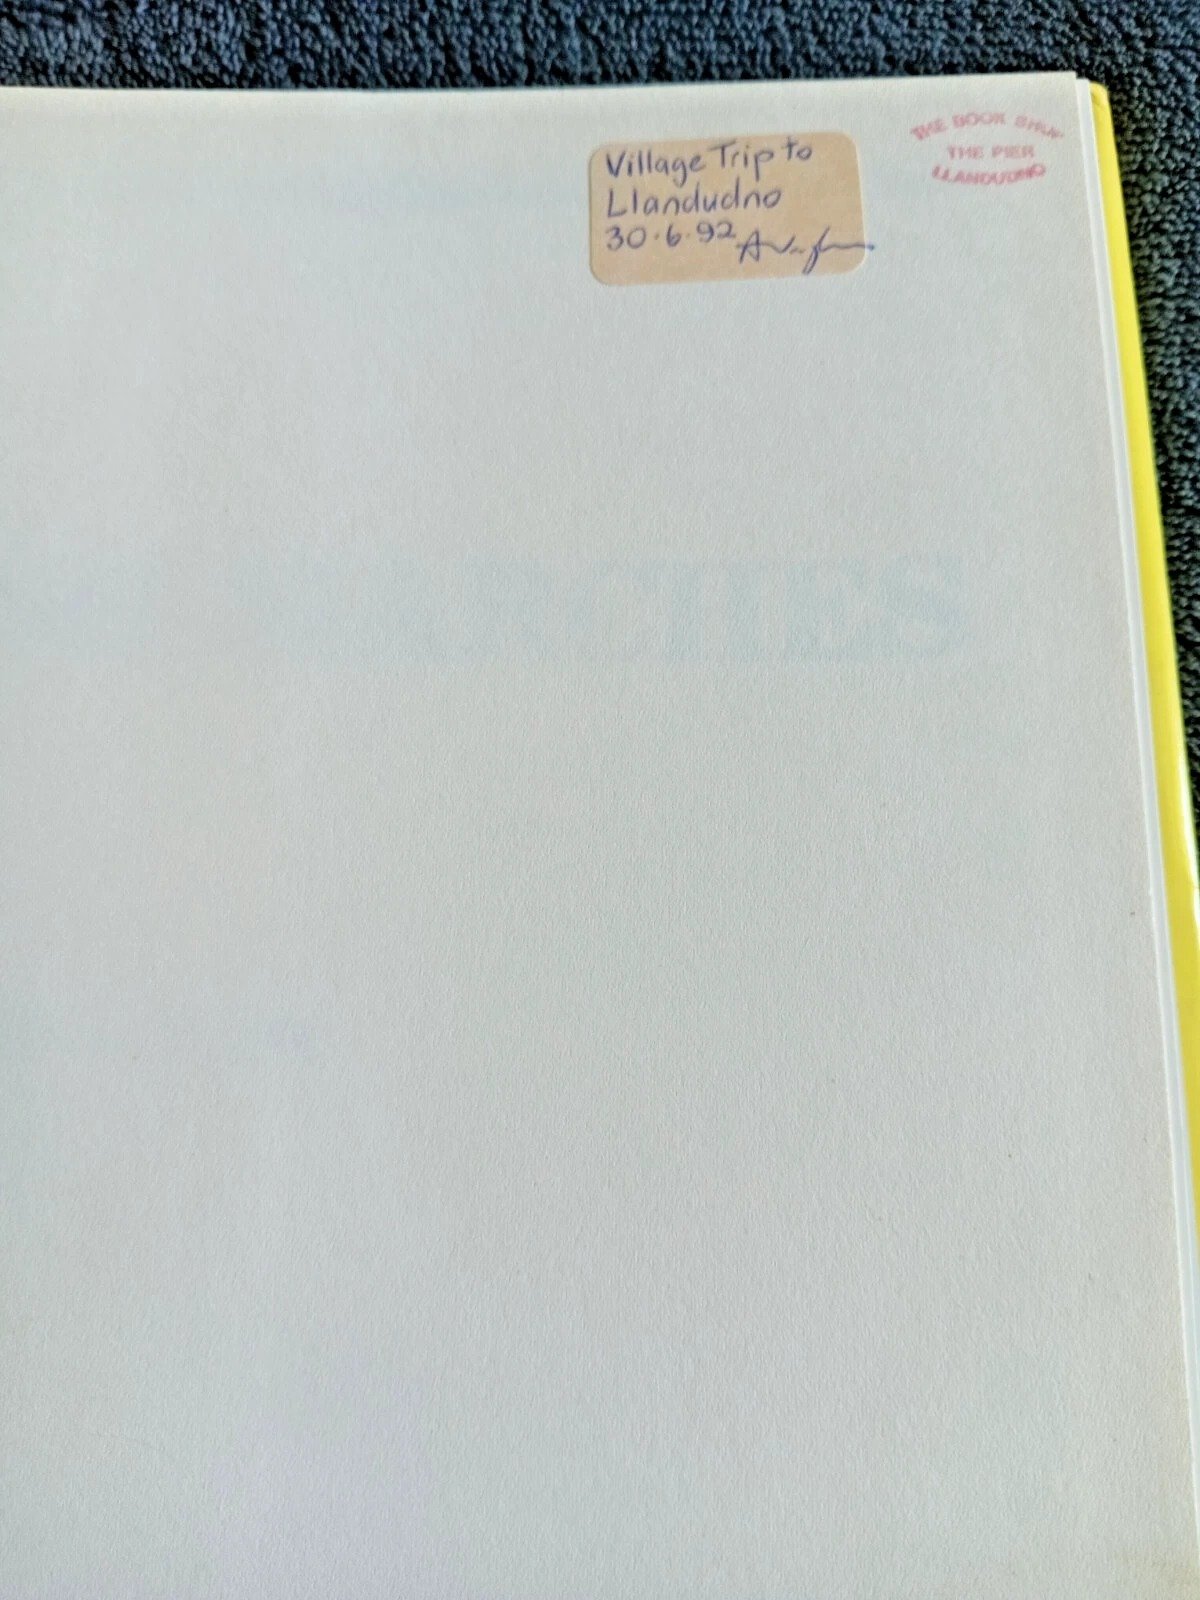 Village Trip to
Llandudno
30.6.92
THE BOOK SHOP
THE PIER
LLANDUDNO